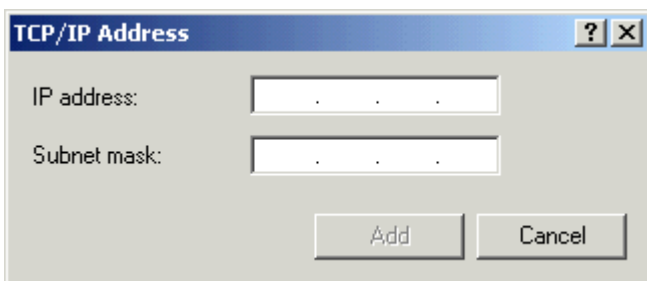 TCP/IP Address
IP address: . . .
Subnet mask: . . .
Add Cancel